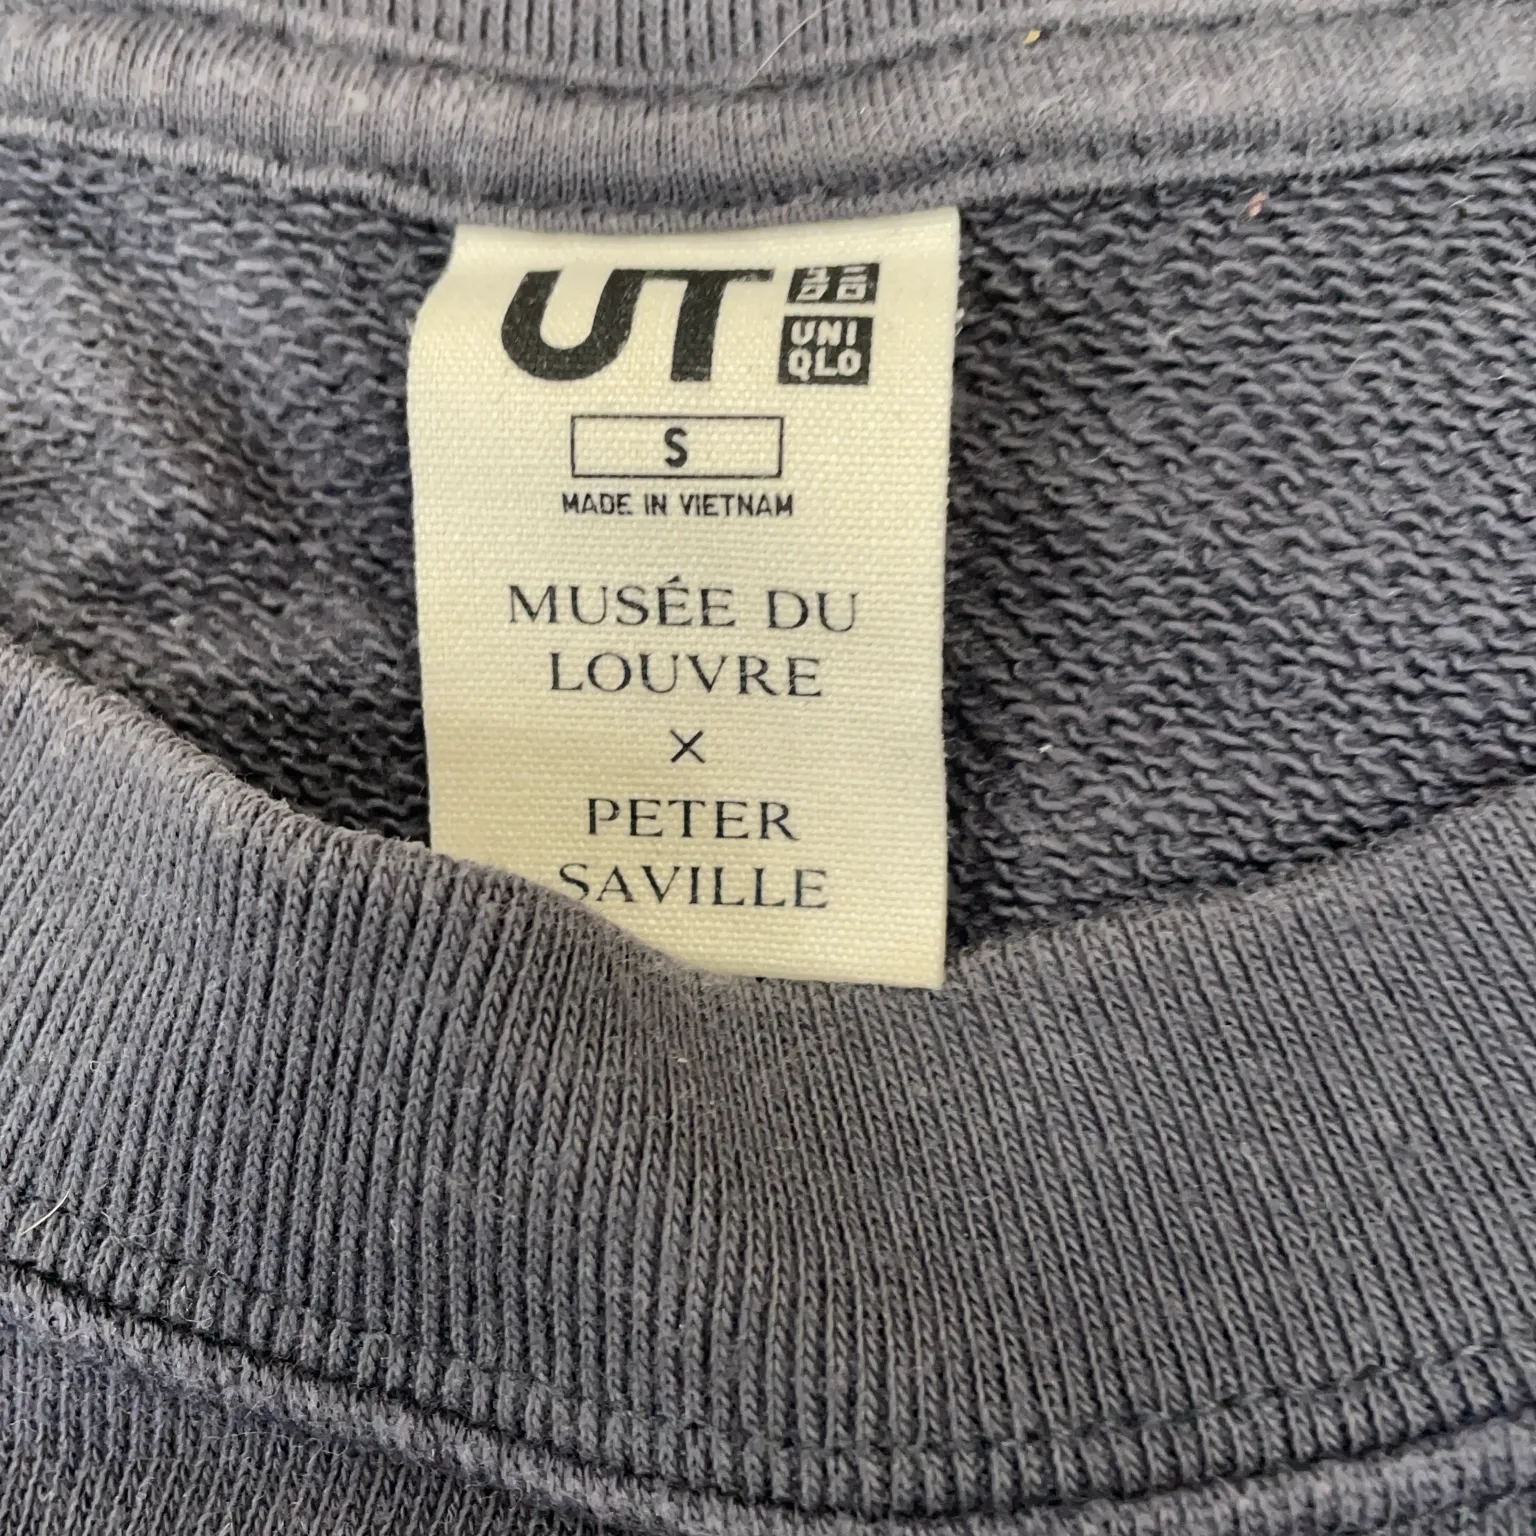 UT
ユニ
クロ
UNI
QLO
S
MADE IN VIETNAM
MUSÉE DU
LOUVRE
×
PETER
SAVILLE